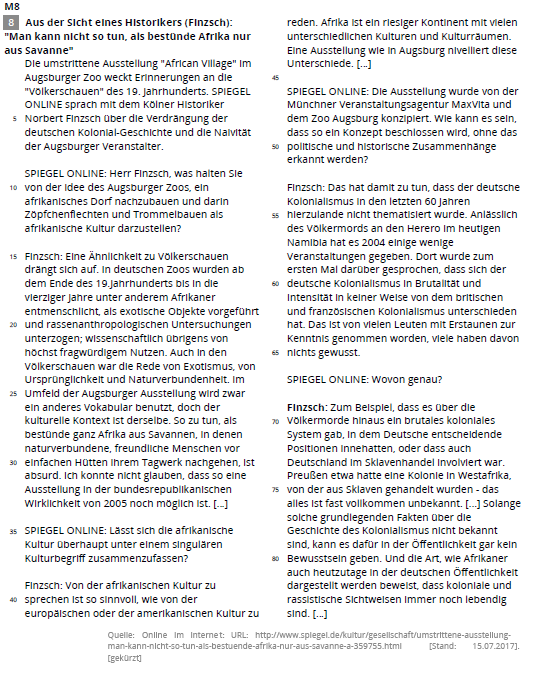 M8
8 Aus der Sicht eines Historikers (Finzsch):
"Man kann nicht so tun, als bestünde Afrika nur
aus Savanne"
Die umstrittene Ausstellung "African Village" im
Augsburger Zoo weckt Erinnerungen an die
"Völkerschauen" des 19. Jahrhunderts. SPIEGEL
ONLINE sprach mit dem Kölner Historiker
5 Norbert Finzsch über die Verdrängung der
deutschen Kolonial-Geschichte und die Naivität
der Augsburger Veranstalter.
SPIEGEL ONLINE: Herr Finzsch, was halten Sie
10 von der Idee des Augsburger Zoos, ein
afrikanisches Dorf nachzubauen und darin
Zöpfchenflechten und Trommelbauen als
afrikanische Kultur darzustellen?
15 Finzsch: Eine Ähnlichkeit zu Völkerschauen
drängt sich auf. In deutschen Zoos wurden ab
dem Ende des 19.Jahrhunderts bis in die
vierziger Jahre unter anderem Afrikaner
entmenschlicht, als exotische Objekte vorgeführt
20 und rassenanthropologischen Untersuchungen
unterzogen; wissenschaftlich übrigens von
höchst fragwürdigem Nutzen. Auch in den
Völkerschauen war die Rede von Exotismus, von
Ursprünglichkeit und Naturverbundenheit. Im
25 Umfeld der Augsburger Ausstellung wird zwar
ein anderes Vokabular benutzt, doch der
kulturelle Kontext ist derselbe. So zu tun, als
bestünde ganz Afrika aus Savannen, in denen
naturverbundene, freundliche Menschen vor
30 einfachen Hütten ihrem Tagwerk nachgehen, ist
absurd. Ich konnte nicht glauben, dass so eine
Ausstellung in der bundesrepublikanischen
Wirklichkeit von 2005 noch möglich ist. [...]
35 SPIEGEL ONLINE: Lässt sich die afrikanische
Kultur überhaupt unter einem singulären
Kulturbegriff zusammenzufassen?
Finzsch: Von der afrikanischen Kultur zu
40 sprechen ist so sinnvoll, wie von der
europäischen oder der amerikanischen Kultur zu
reden. Afrika ist ein riesiger Kontinent mit vielen
unterschiedlichen Kulturen und Kulturräumen.
Eine Ausstellung wie in Augsburg nivelliert diese
Unterschiede. [...]
45
SPIEGEL ONLINE: Die Ausstellung wurde von der
Münchner Veranstaltungsagentur MaxVita und
dem Zoo Augsburg konzipiert. Wie kann es sein,
dass so ein Konzept beschlossen wird, ohne das
50 politische und historische Zusammenhänge
erkannt werden?
Finzsch: Das hat damit zu tun, dass der deutsche
Kolonialismus in den letzten 60 Jahren
55 hierzulande nicht thematisiert wurde. Anlässlich
des Völkermords an den Herero im heutigen
Namibia hat es 2004 einige wenige
Veranstaltungen gegeben. Dort wurde zum
ersten Mal darüber gesprochen, dass sich der
60 deutsche Kolonialismus in Brutalität und
Intensität in keiner Weise von dem britischen
und französischen Kolonialismus unterschieden
hat. Das ist von vielen Leuten mit Erstaunen zur
Kenntnis genommen worden, viele haben davon
65 nichts gewusst.
SPIEGEL ONLINE: Wovon genau?
Finzsch: Zum Beispiel, dass es über die
70 Völkermorde hinaus ein brutales koloniales
System gab, in dem Deutsche entscheidende
Positionen innehatten, oder dass auch
Deutschland im Sklavenhandel involviert war.
Preußen etwa hatte eine Kolonie in Westafrika,
75 von der aus Sklaven gehandelt wurden - das
alles ist fast vollkommen unbekannt. [...] Solange
solche grundlegenden Fakten über die
Geschichte des Kolonialismus nicht bekannt
sind, kann es dafür in der Öffentlichkeit gar kein
80 Bewusstsein geben. Und die Art, wie Afrikaner
auch heutzutage in der deutschen Öffentlichkeit
dargestellt werden beweist, dass koloniale und
rassistische Sichtweisen immer noch lebendig
sind. [...]
Quelle: Online im Internet: URL: http://www.spiegel.de/kultur/gesellschaft/umstrittene-ausstellung-
man-kann-nicht-so-tun-als-bestuende-afrika-nur-aus-savanne-a-359755.html [Stand: 15.07.2017].
[gekürzt]